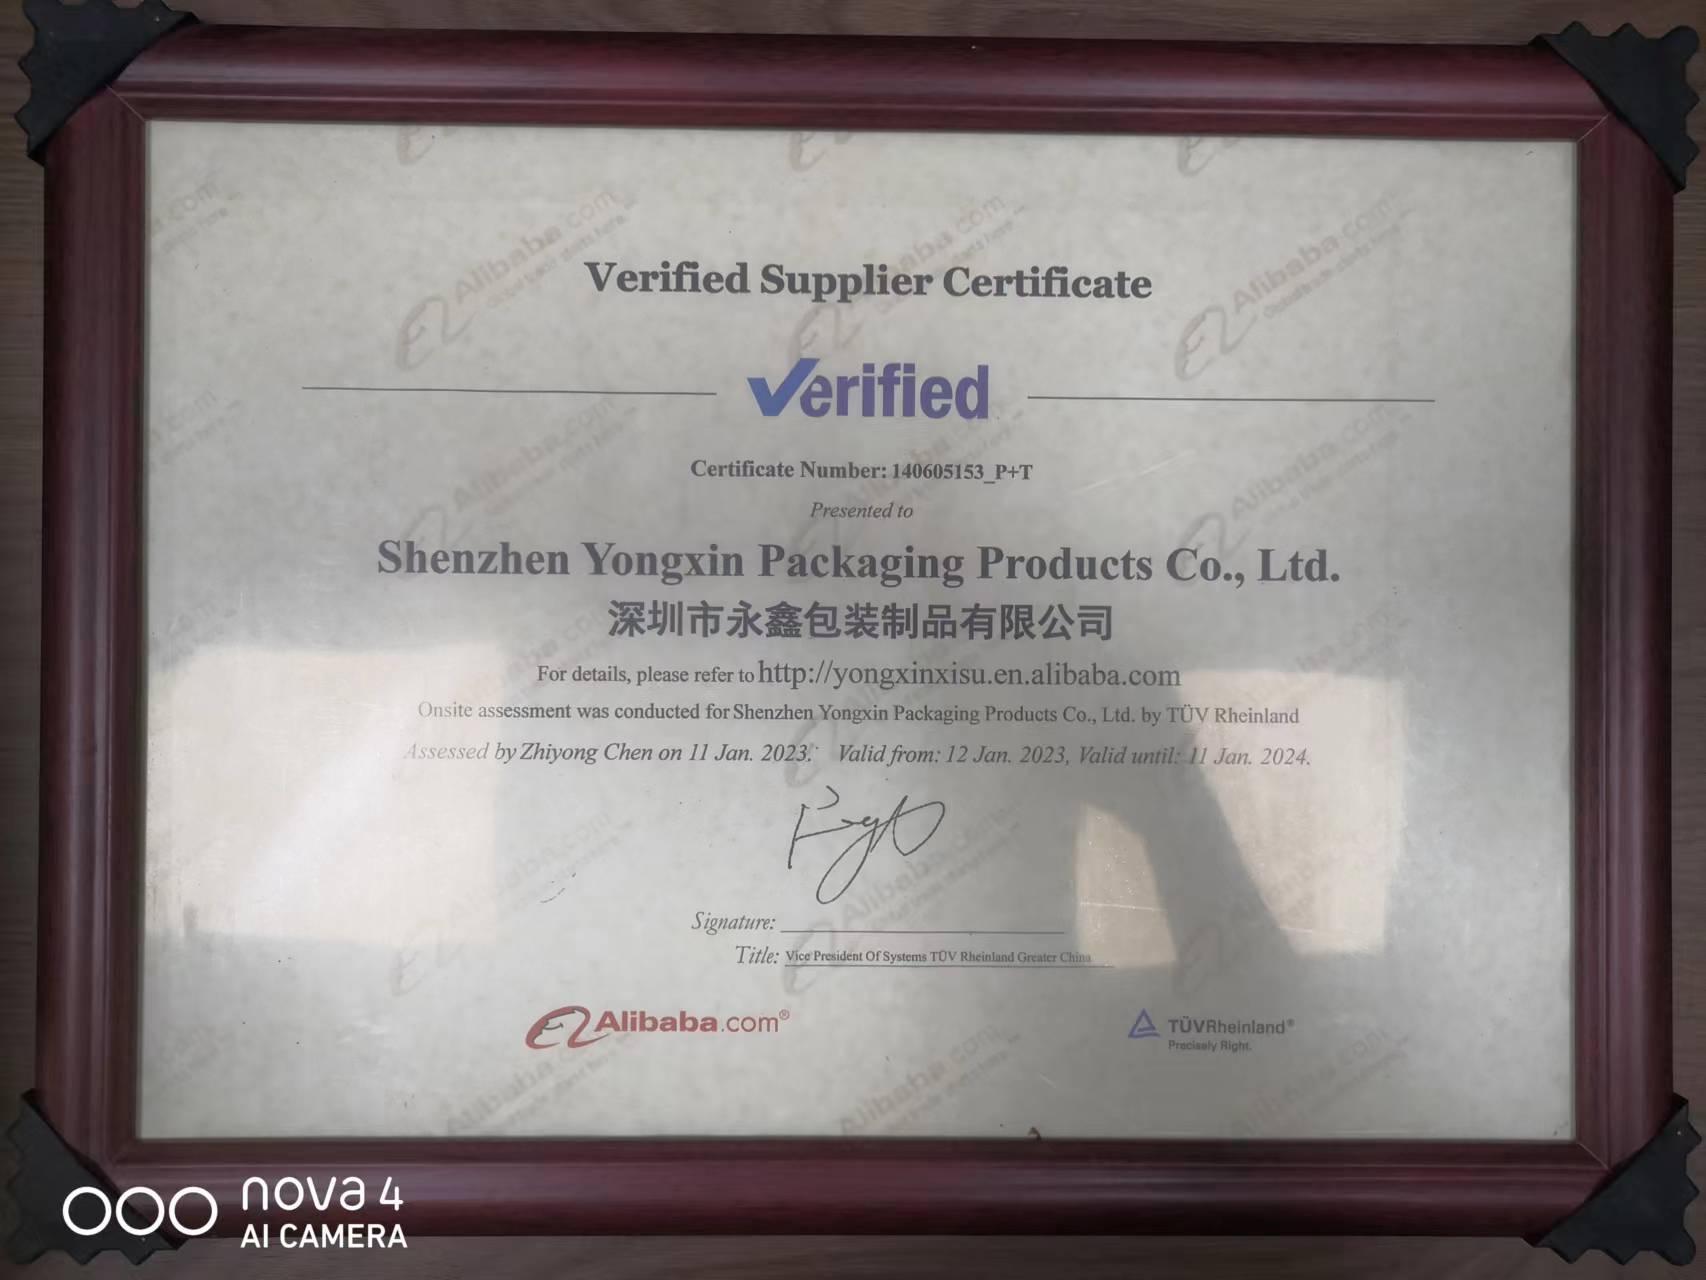 Verified Supplier Certificate
Verified
Certificate Number: 140605153_P+T
Presented to
Shenzhen Yongxin Packaging Products Co., Ltd.
深圳市永鑫包装制品有限公司
For details, please refer to http://yongxinxisu.en.alibaba.com
Onsite assessment was conducted for Shenzhen Yongxin Packaging Products Co., Ltd. by TÜV Rheinland
Assessed by Zhiyong Chen on 11 Jan. 2023. Valid from: 12 Jan. 2023, Valid until: 11 Jan. 2024.
Signature:
Title: Vice President Of Systems TÜV Rheinland Greater China
Alibaba.com®
TÜVRheinland®
Precisely Right.
nova 4
AI CAMERA